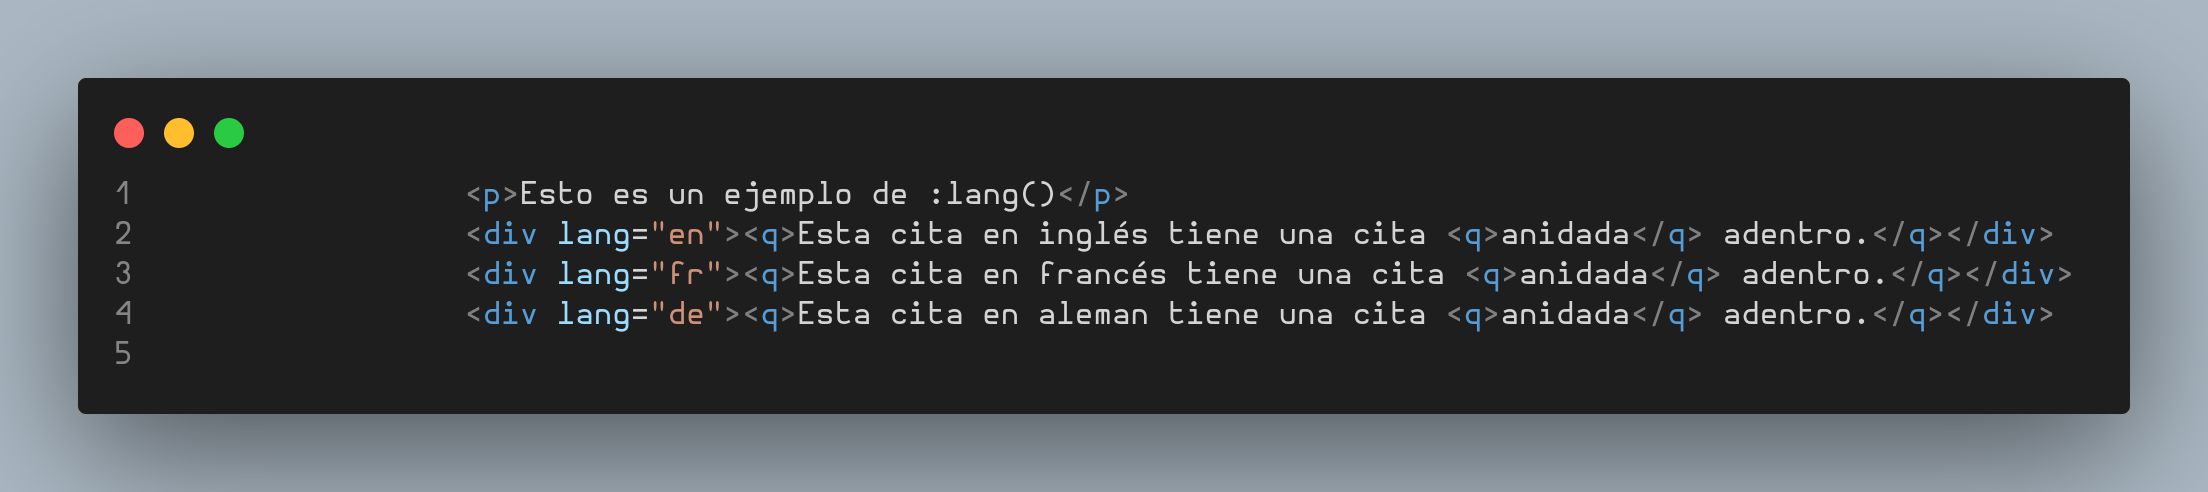 1 <p>Esto es un ejemplo de :lang()</p>
2 <div lang="en"><q>Esta cita en inglés tiene una cita <q>anidada</q> adentro.</q></div>
3 <div lang="fr"><q>Esta cita en francés tiene una cita <q>anidada</q> adentro.</q></div>
4 <div lang="de"><q>Esta cita en aleman tiene una cita <q>anidada</q> adentro.</q></div>
5